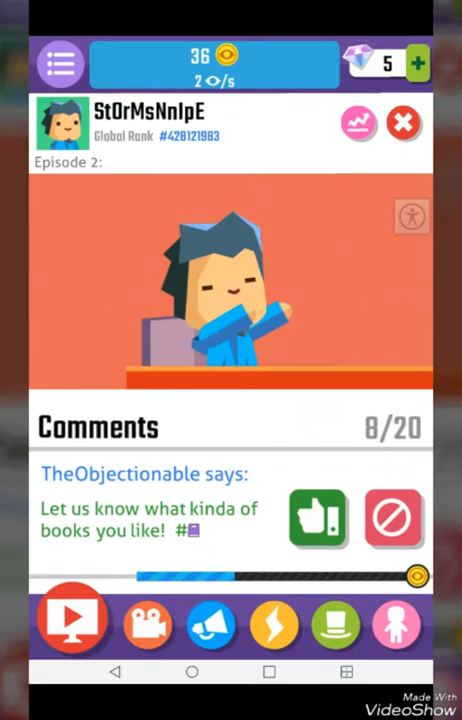 36
2 /s
5
+
St0rMsNnIpE
Global Rank #428121983
Episode 2:
Comments 8/20
TheObjectionable says:
Let us know what kinda of
books you like! #
Made With
VideoShow